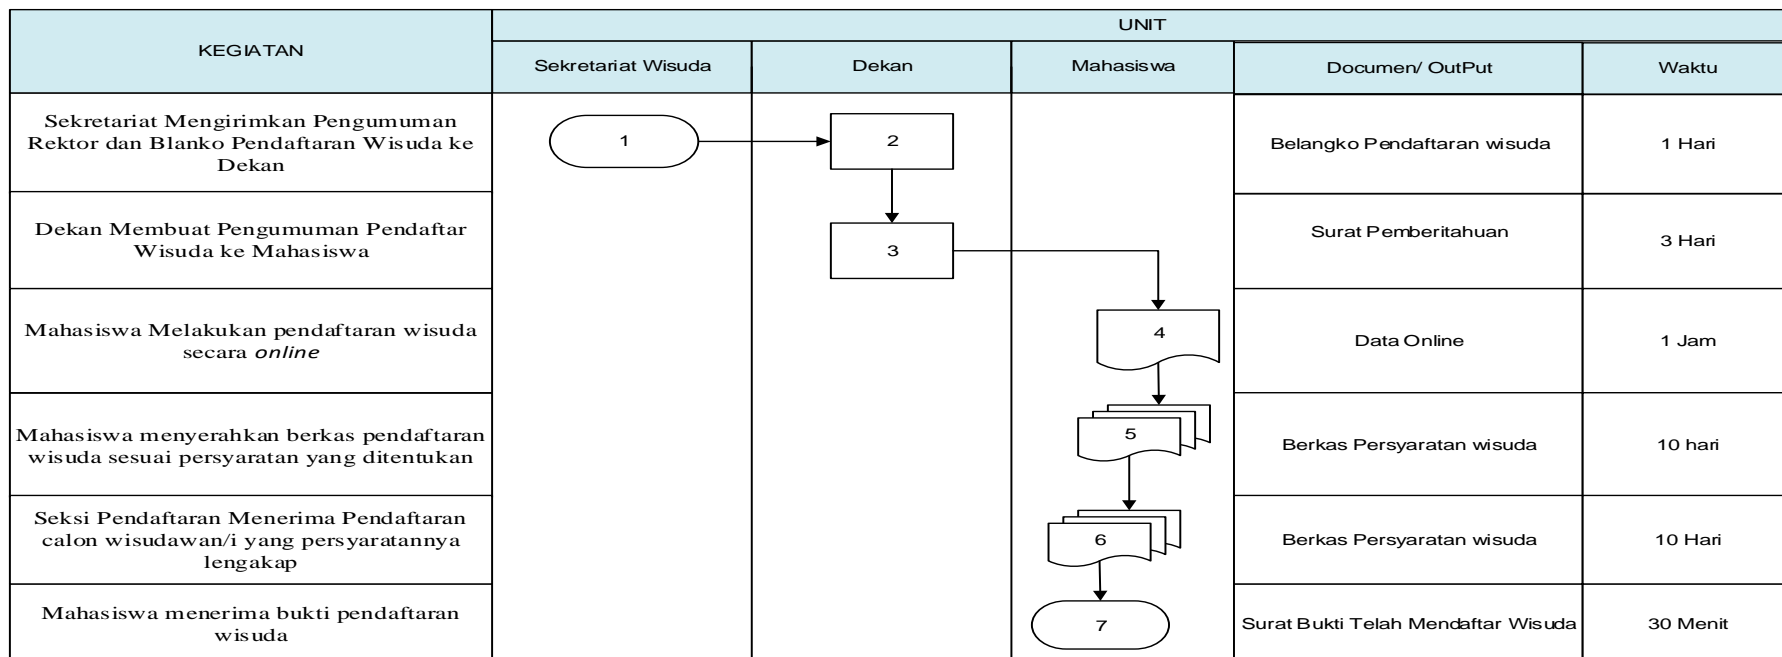 KEGIATAN
UNIT
Sekretariat Wisuda
Dekan
Mahasiswa
Documen/ OutPut
Waktu
Sekretariat Mengirimkan Pengumuman
Rektor dan Blanko Pendaftaran Wisuda ke
Dekan
1
2
Belangko Pendaftaran wisuda
1 Hari
Dekan Membuat Pengumuman Pendaftar
Wisuda ke Mahasiswa
3
Surat Pemberitahuan
3 Hari
Mahasiswa Melakukan pendaftaran wisuda
secara online
4
Data Online
1 Jam
Mahasiswa menyerahkan berkas pendaftaran
wisuda sesuai persyaratan yang ditentukan
5
Berkas Persyaratan wisuda
10 hari
Seksi Pendaftaran Menerima Pendaftaran
calon wisudawan/i yang persyaratannya
lengakap
6
Berkas Persyaratan wisuda
10 Hari
Mahasiswa menerima bukti pendaftaran
wisuda
7
Surat Bukti Telah Mendaftar Wisuda
30 Menit